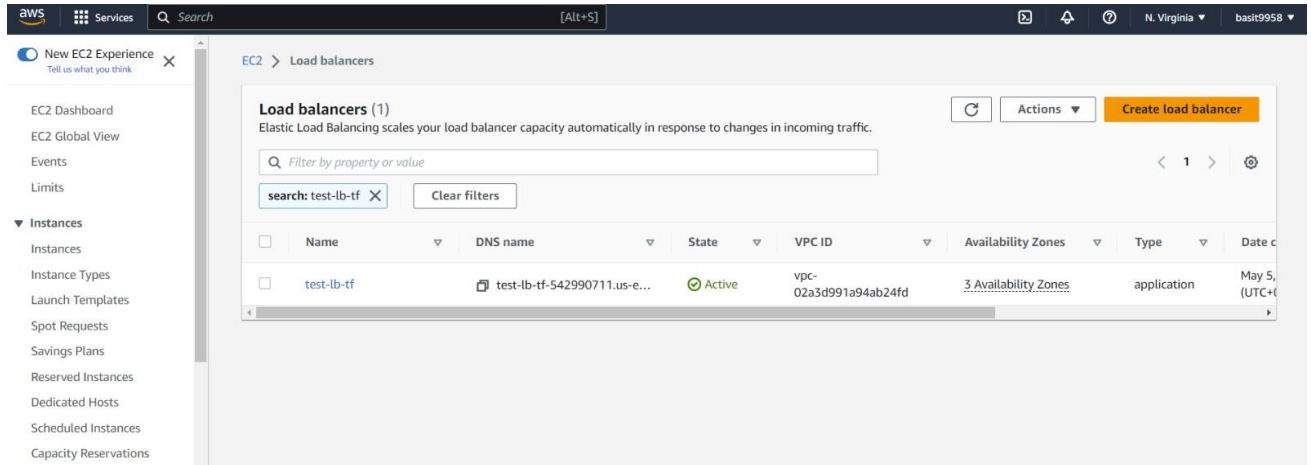 aws
Services
Search
[Alt+S]
N. Virginia ▼
basit9958 ▼
New EC2 Experience
Tell us what you think
EC2 Dashboard
EC2 Global View
Events
Limits
Instances
Instances
Instance Types
Launch Templates
Spot Requests
Savings Plans
Reserved Instances
Dedicated Hosts
Scheduled Instances
Capacity Reservations
EC2 > Load balancers
Load balancers (1)
Elastic Load Balancing scales your load balancer capacity automatically in response to changes in incoming traffic.
Actions ▼
Create load balancer
Filter by property or value
< 1 >
search: test-lb-tf X
Clear filters
Name DNS name State VPC ID Availability Zones Type Date c
test-lb-tf test-lb-tf-542990711.us-e... Active vpc-02a3d991a94ab24fd 3 Availability Zones application May 5, (UTC+